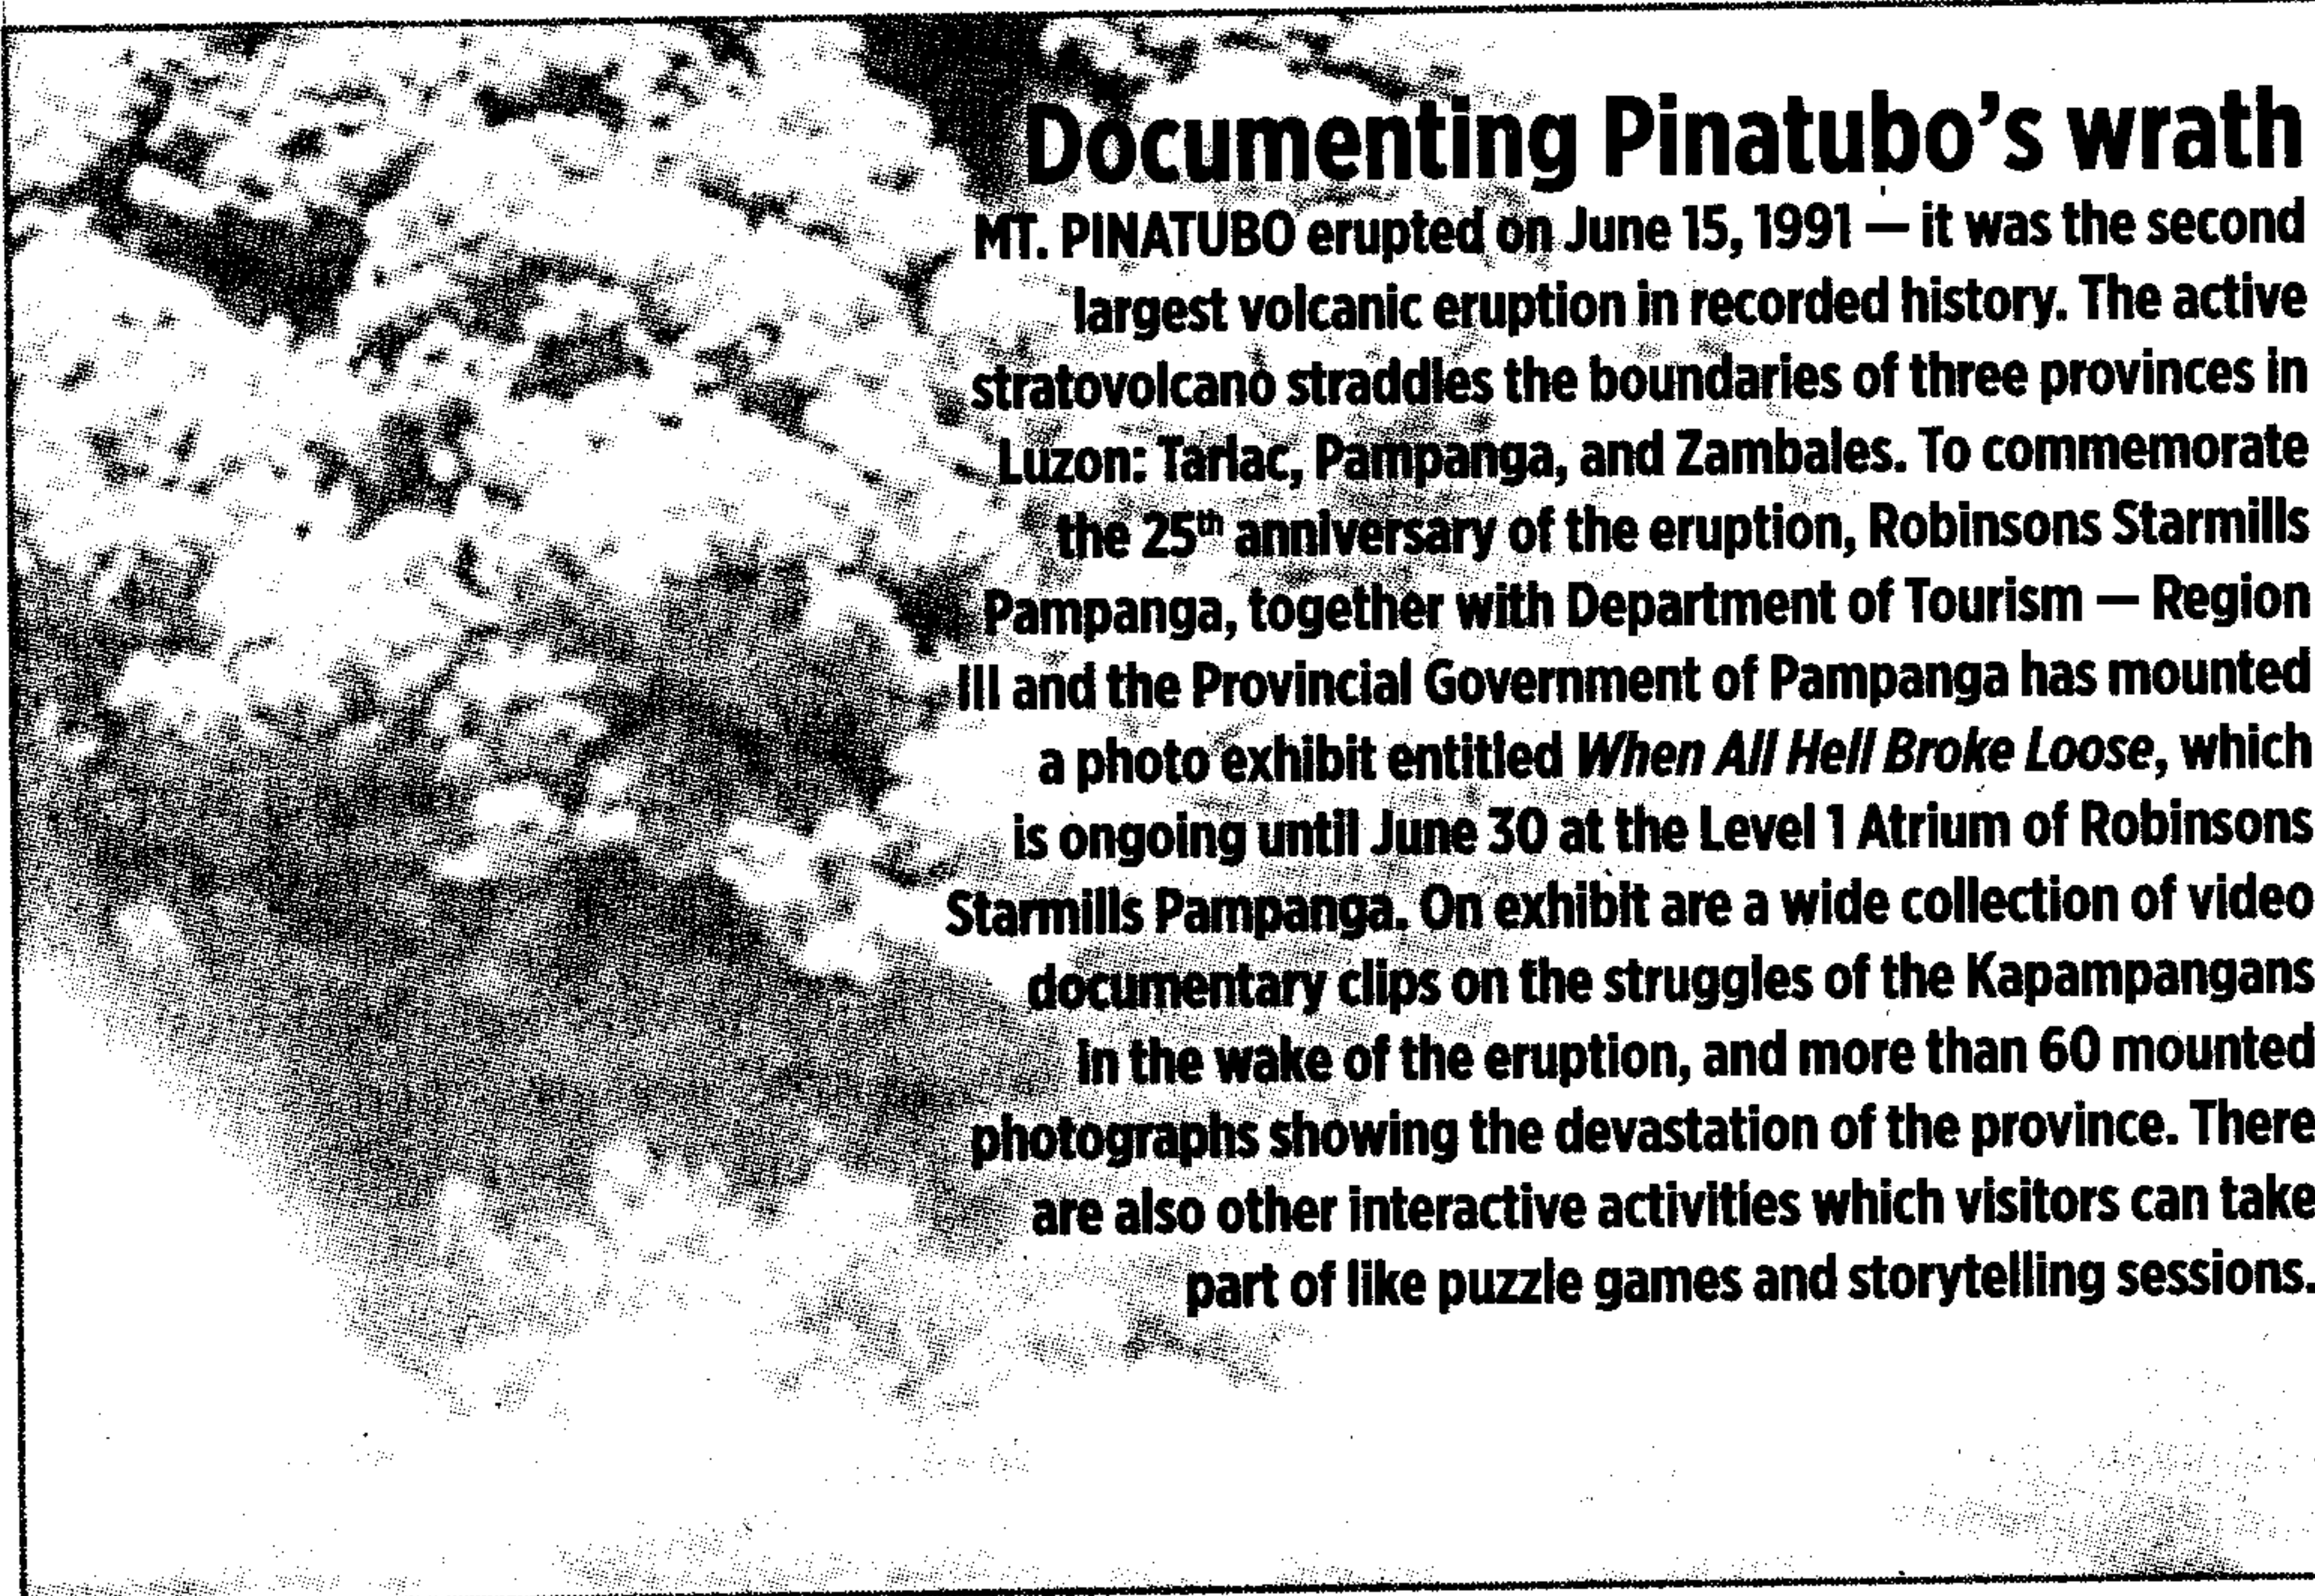 Documenting Pinatubo's wrath
MT. PINATUBO erupted on June 15, 1991 — it was the second
largest volcanic eruption in recorded history. The active
stratovolcano straddles the boundaries of three provinces in
Luzon: Tarlac, Pampanga, and Zambales. To commemorate
the 25th anniversary of the eruption, Robinsons Starmills
Pampanga, together with Department of Tourism — Region
III and the Provincial Government of Pampanga has mounted
a photo exhibit entitled When All Hell Broke Loose, which
is ongoing until June 30 at the Level 1 Atrium of Robinsons
Starmills Pampanga. On exhibit are a wide collection of video
documentary clips on the struggles of the Kapampangans
in the wake of the eruption, and more than 60 mounted
photographs showing the devastation of the province. There
are also other interactive activities which visitors can take
part of like puzzle games and storytelling sessions.